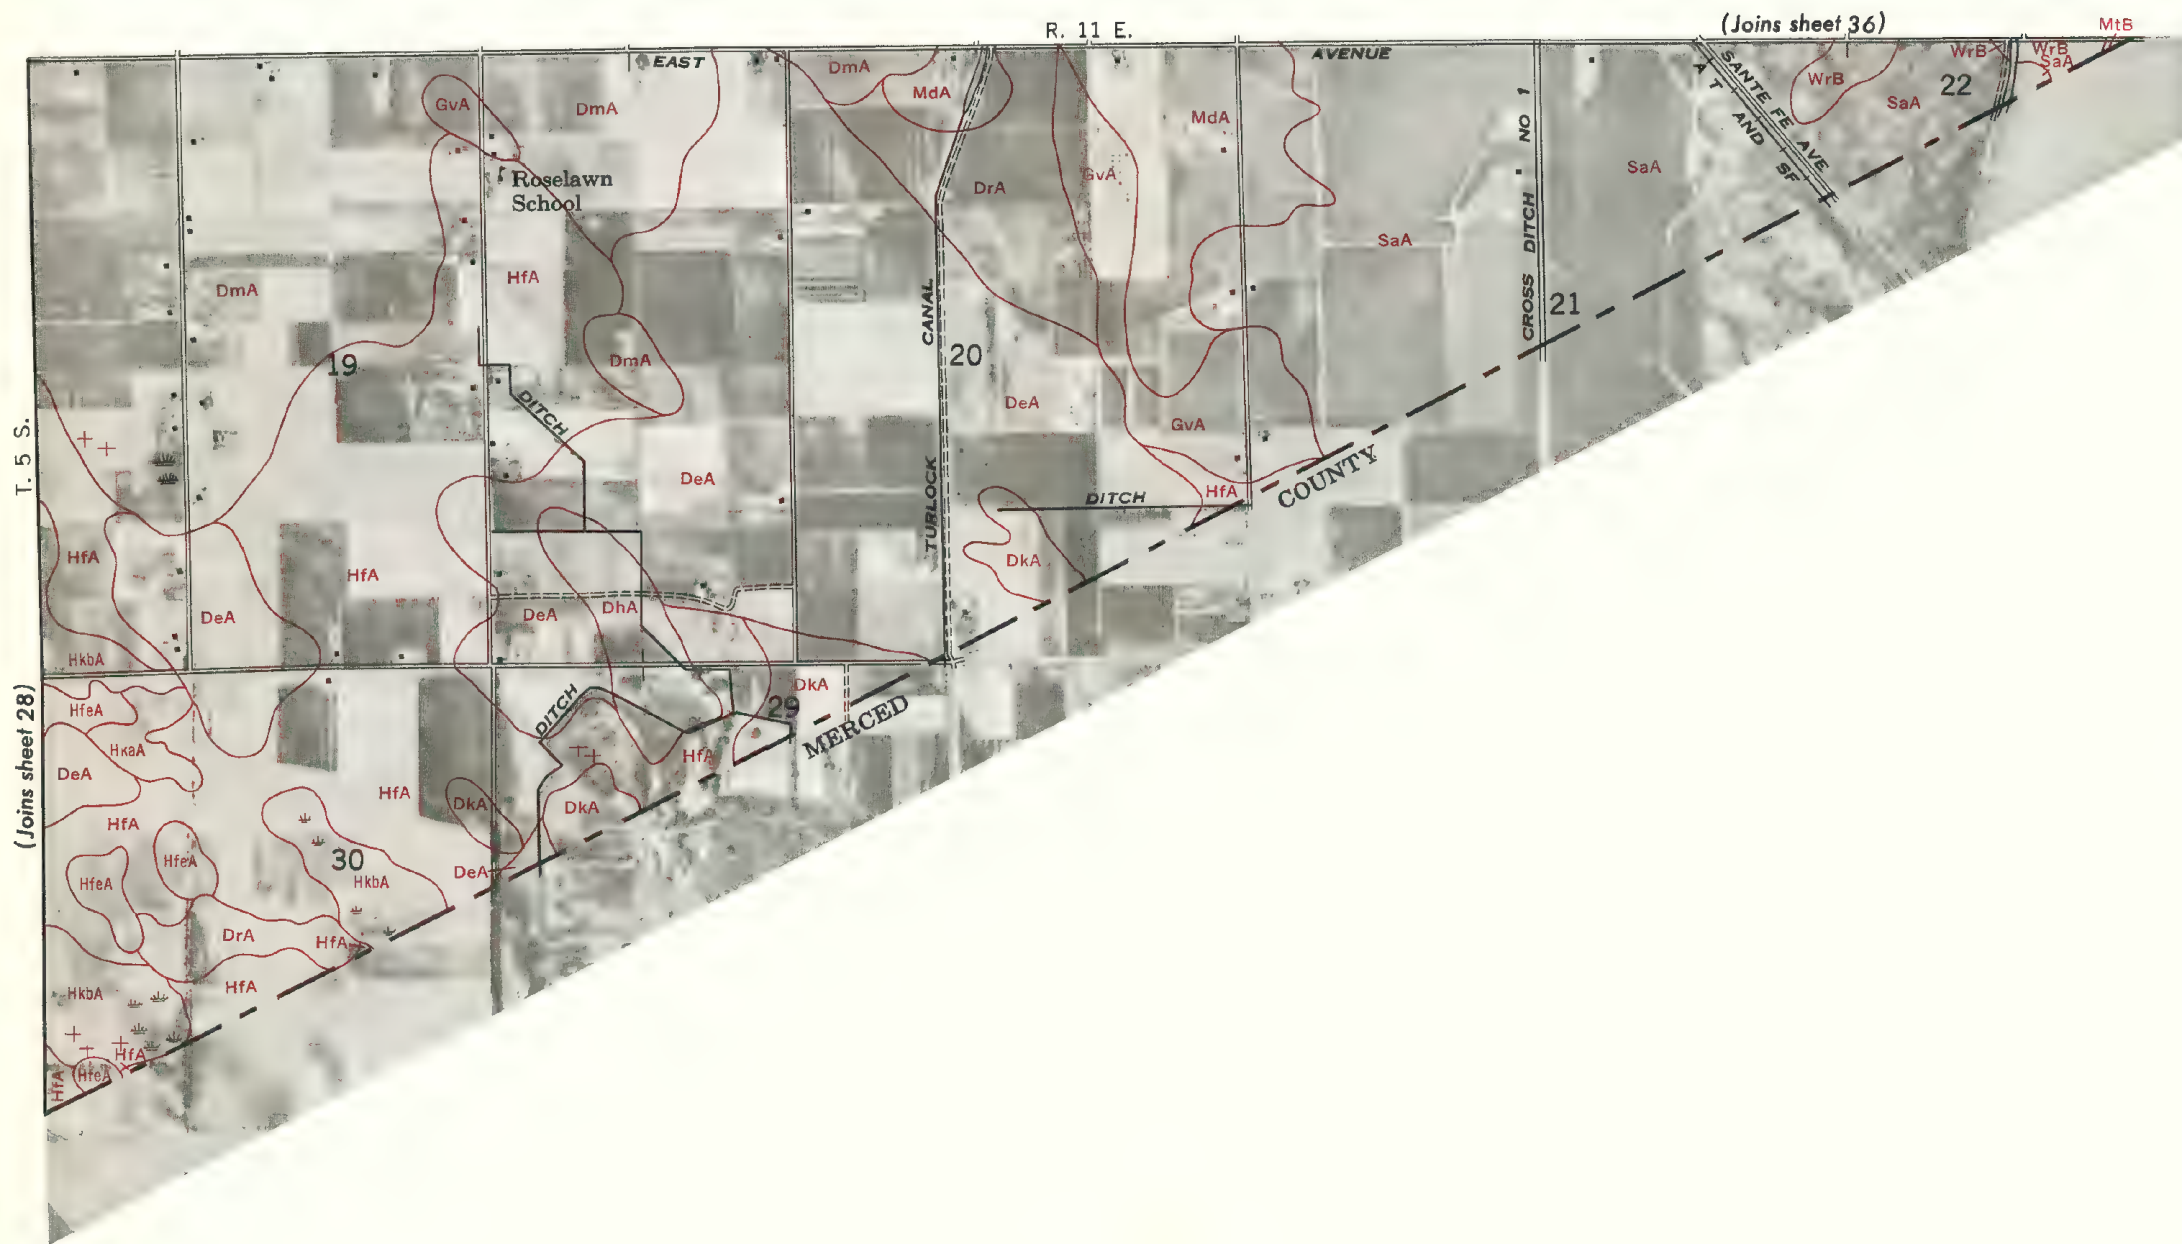 R. 11 E.
(Joins sheet 36)
MtB
EAST
AVENUE
DmA
WrB
WrB
SaA
GvA
DmA
MdA
MdA
SANTE FE AVE
A T AND SF
WrB
SaA
22
Roselawn
School
DrA
GvA
CROSS DITCH NO 1
SaA
SaA
DmA
HfA
TURLOCK CANAL
21
19
DmA
20
DITCH
DeA
GvA
T. 5 S.
DeA
COUNTY
HfA
DITCH
HfA
HfA
DkA
DeA
DeA
DhA
HkbA
(Joins sheet 28)
HfeA
DkA
DITCH
29
MERCED
HkaA
HfA
DeA
HfA
DkA
DkA
HfA
HfeA
30
HkbA
DeA
HfeA
DrA
HfA
HfA
HkbA
HfA
HfeA
HfA